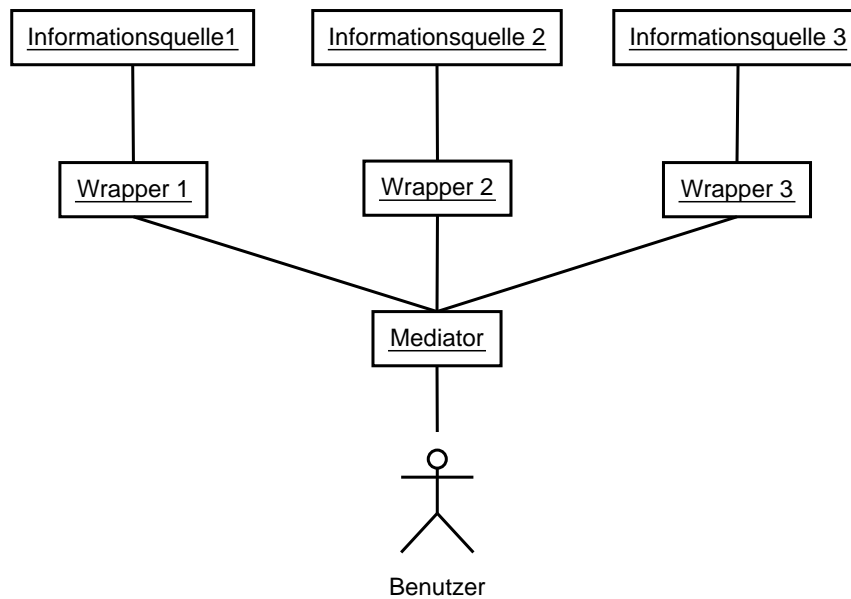 Informationsquelle1
Informationsquelle 2
Informationsquelle 3
Wrapper 1
Wrapper 2
Wrapper 3
Mediator
Benutzer